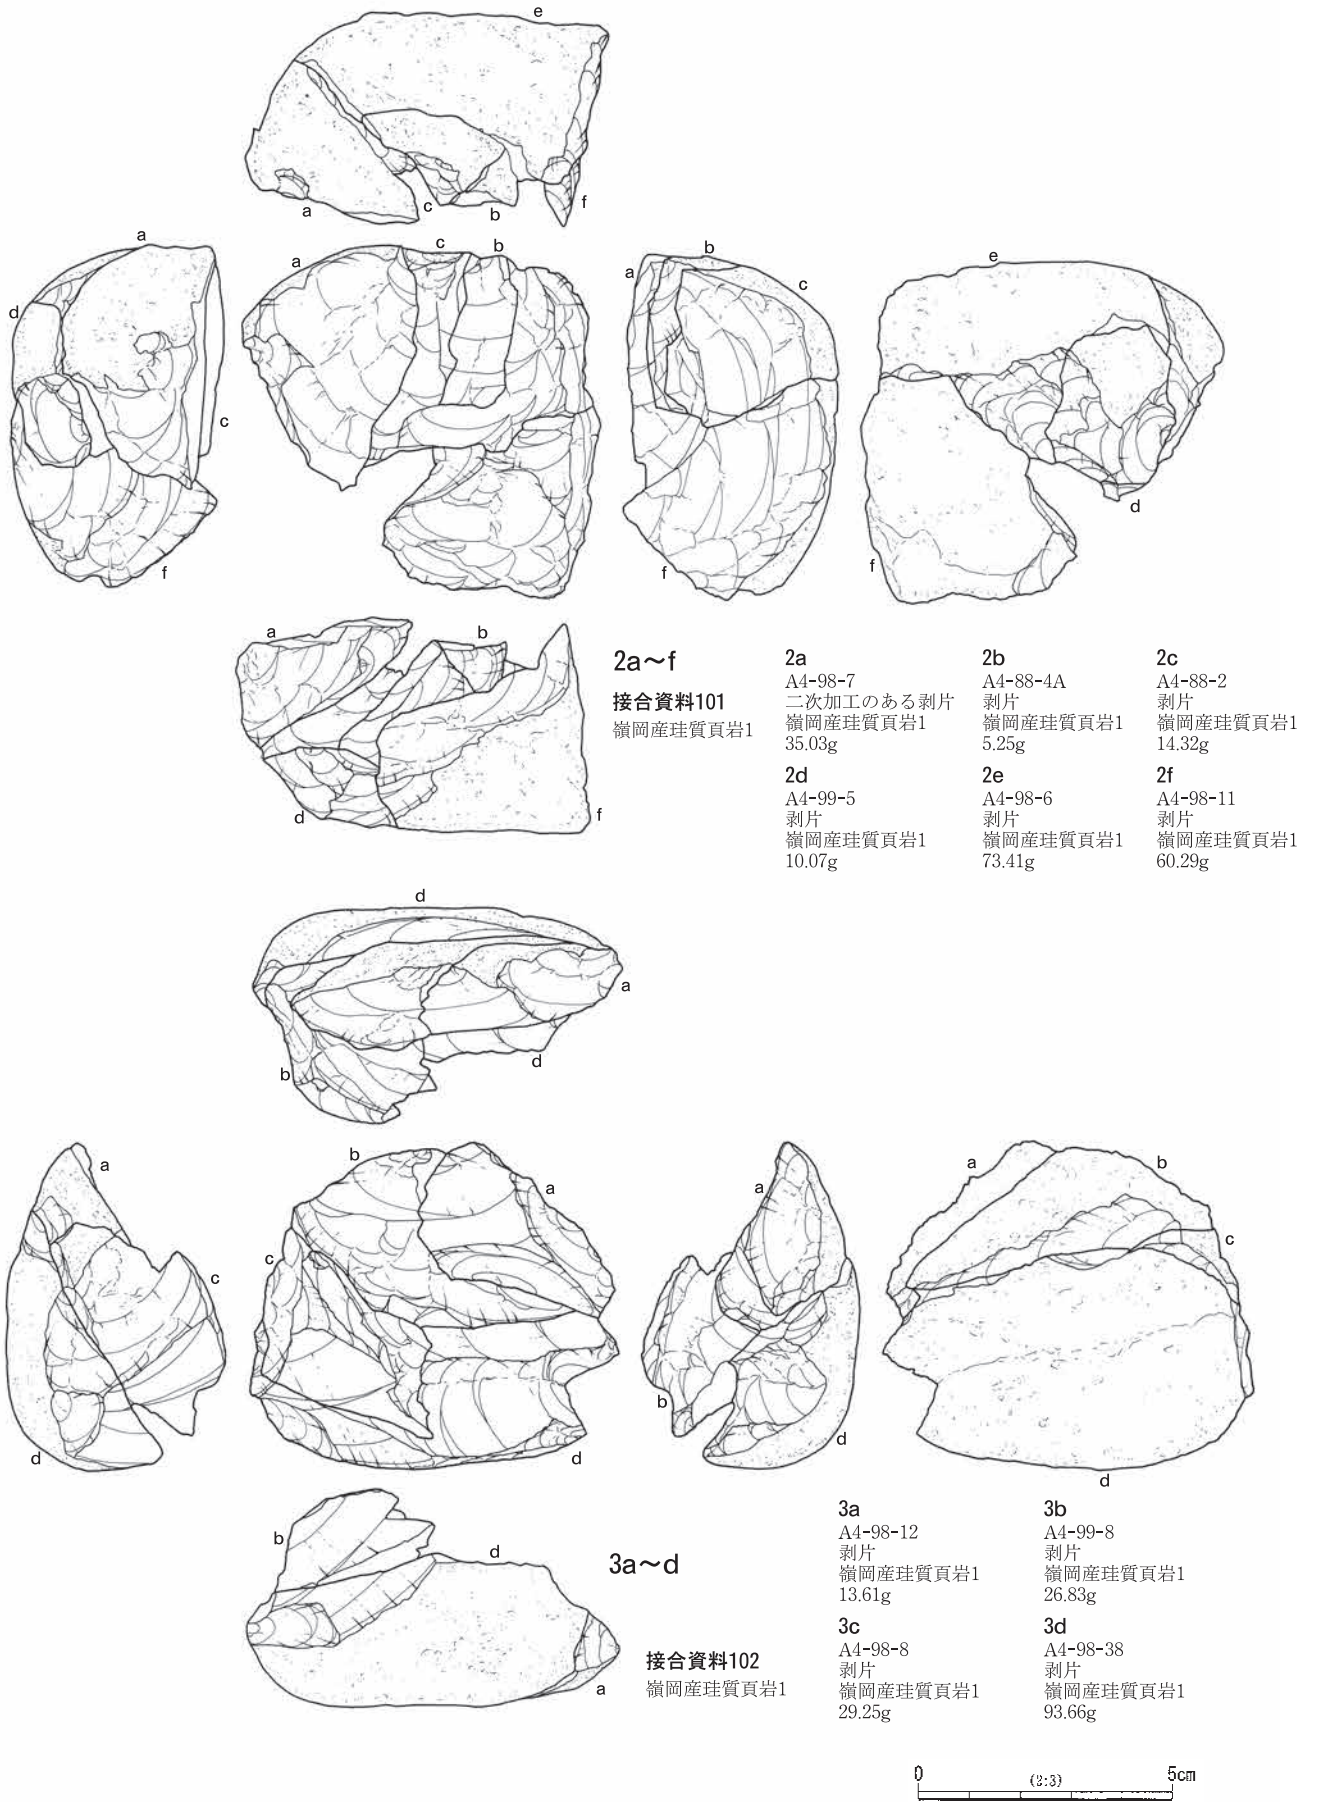 e
a
c
b
f
a
d
c
f
a
c
b
b
a
c
f
e
f
d
a
b
d
f
2a～f
接合資料101
嶺岡産珪質頁岩1
2a
A4-98-7
二次加工のある剥片
嶺岡産珪質頁岩1
35.03g
2b
A4-88-4A
剥片
嶺岡産珪質頁岩1
5.25g
2c
A4-88-2
剥片
嶺岡産珪質頁岩1
14.32g
2d
A4-99-5
剥片
嶺岡産珪質頁岩1
10.07g
2e
A4-98-6
剥片
嶺岡産珪質頁岩1
73.41g
2f
A4-98-11
剥片
嶺岡産珪質頁岩1
60.29g
d
a
b
d
a
c
d
b
a
c
d
a
b
d
a
b
c
d
b
d
a
3a～d
接合資料102
嶺岡産珪質頁岩1
3a
A4-98-12
剥片
嶺岡産珪質頁岩1
13.61g
3b
A4-99-8
剥片
嶺岡産珪質頁岩1
26.83g
3c
A4-98-8
剥片
嶺岡産珪質頁岩1
29.25g
3d
A4-98-38
剥片
嶺岡産珪質頁岩1
93.66g
0
(2:3)
5cm